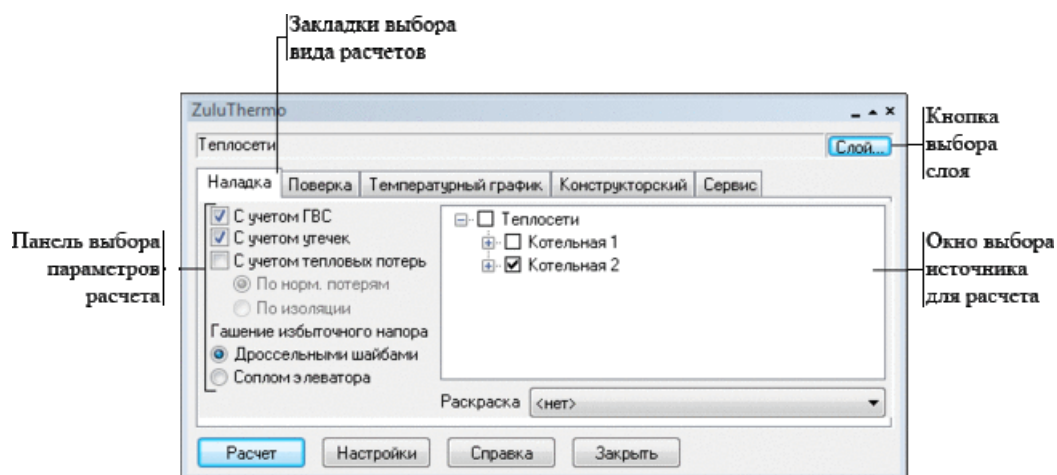 Закладки выбора
вида расчетов
ZuluThermo
Теплосети
Слой...
Кнопка
выбора
слоя
Наладка Поверка Температурный график Конструкторский Сервис
Панель выбора
параметров
расчета
С учетом ГВС
С учетом утечек
С учетом тепловых потерь
По норм. потерям
По изоляции
Гашение избыточного напора
Дроссельными шайбами
Соплом элеватора
Теплосети
Котельная 1
Котельная 2
Окно выбора
источника
для расчета
Раскраска <нет>
Расчет Настройки Справка Закрыть